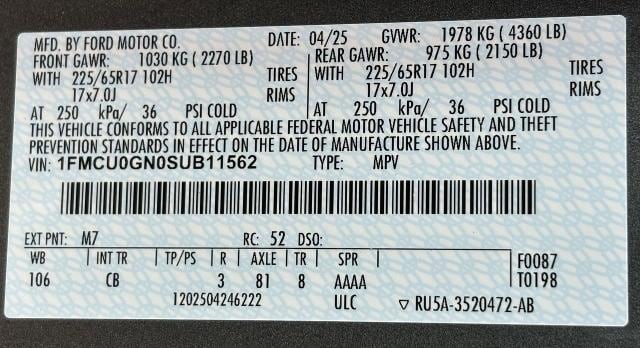 MFD. BY FORD MOTOR CO. DATE: 04/25 GVWR: 1978 KG ( 4360 LB)
FRONT GAWR: 1030 KG ( 2270 LB) REAR GAWR: 975 KG ( 2150 LB)
WITH 225/65R17 102H TIRES WITH 225/65R17 102H TIRES
17x7.0J RIMS 17x7.0J RIMS
AT 250 kPa/ 36 PSI COLD AT 250 kPa/ 36 PSI COLD
THIS VEHICLE CONFORMS TO ALL APPLICABLE FEDERAL MOTOR VEHICLE SAFETY AND THEFT
PREVENTION STANDARDS IN EFFECT ON THE DATE OF MANUFACTURE SHOWN ABOVE.
VIN: 1FMCU0GN0SUB11562 TYPE: MPV
EXT PNT: M7 RC: 52 DSO:
WB INT TR TP/PS R AXLE TR SPR F0087
106 CB 3 81 8 AAAA T0198
1202504246222 ULC ▽ RU5A-3520472-AB